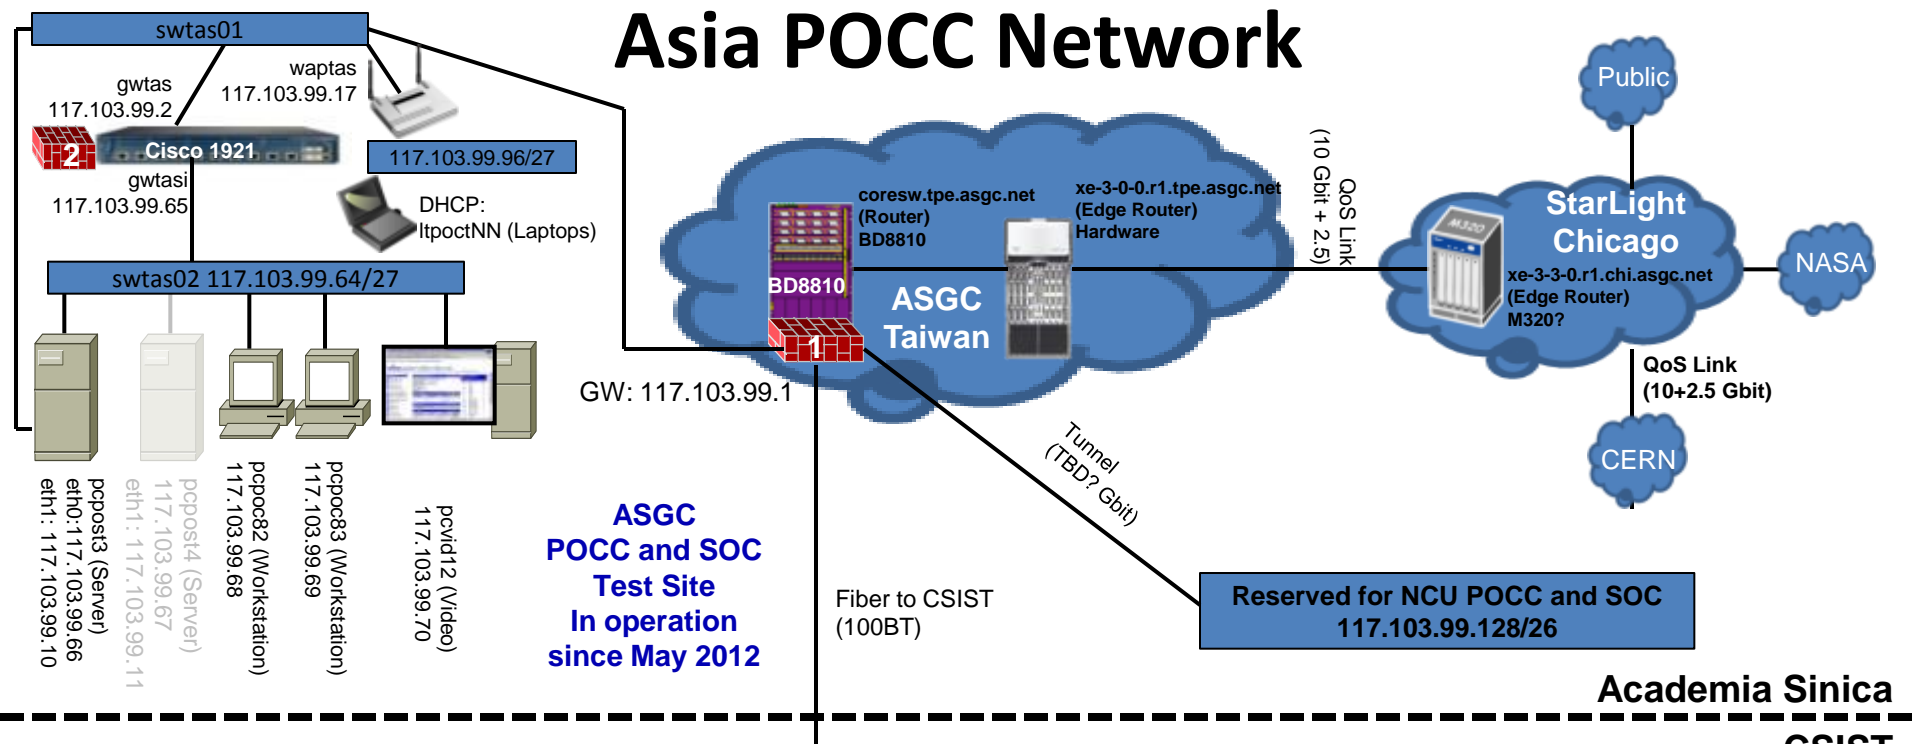 Asia POCC Network
swtas01
gwtas
117.103.99.2
waptas
117.103.99.17
2
Cisco 1921
gwtasi
117.103.99.65
117.103.99.96/27
DHCP:
ltpoctNN (Laptops)
swtas02 117.103.99.64/27
pcpost3 (Server)
eth0:117.103.99.66
eth1: 117.103.99.10
pcpost4 (Server)
117.103.99.67
eth1: 117.103.99.11
pcpoc82 (Workstation)
117.103.99.68
pcpoc83 (Workstation)
117.103.99.69
pcvid12 (Video)
117.103.99.70
coresw.tpe.asgc.net
(Router)
BD8810
BD8810
1
xe-3-0-0.r1.tpe.asgc.net
(Edge Router)
Hardware
ASGC
Taiwan
GW: 117.103.99.1
QoS Link
(10 Gbit + 2.5)
Public
StarLight
Chicago
M320
xe-3-3-0.r1.chi.asgc.net
(Edge Router)
M320?
NASA
QoS Link
(10+2.5 Gbit)
CERN
Tunnel
(TBD? Gbit)
ASGC
POCC and SOC
Test Site
In operation
since May 2012
Fiber to CSIST
(100BT)
Reserved for NCU POCC and SOC
117.103.99.128/26
Academia Sinica
CSIST